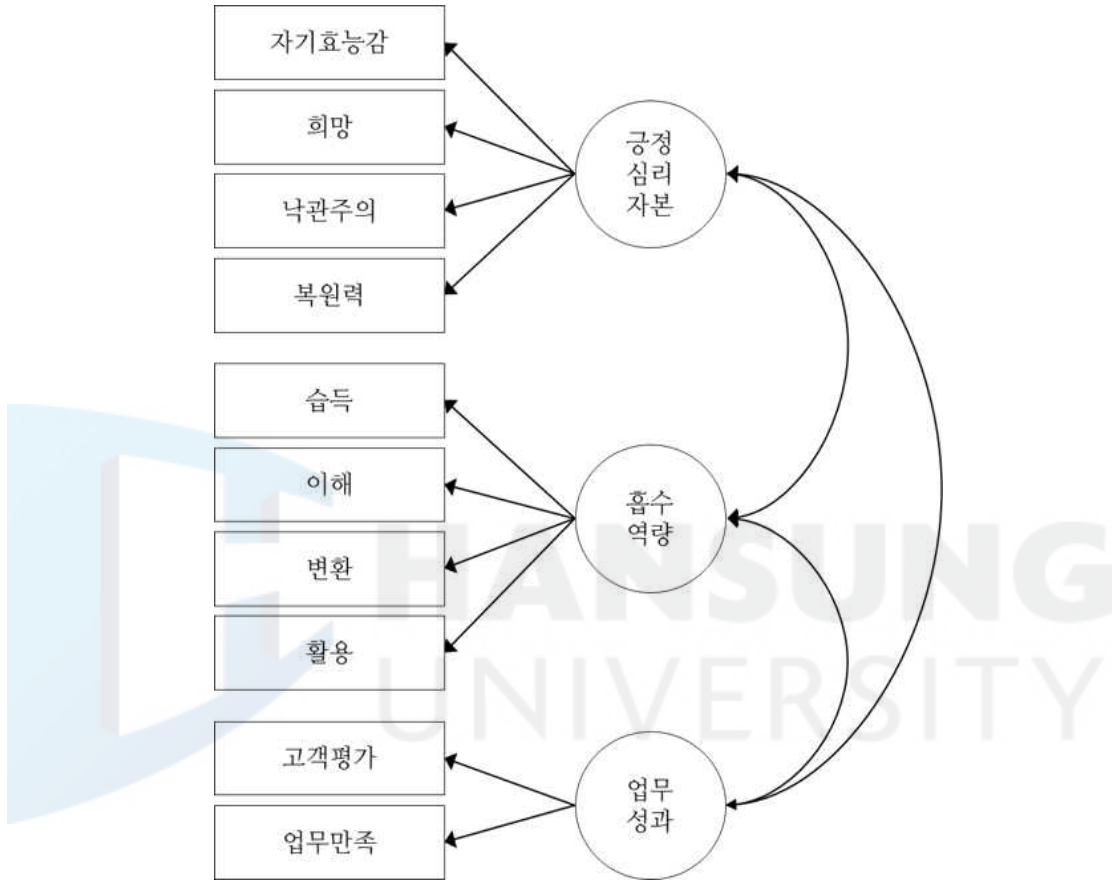 자기효능감
희망
낙관주의
복원력
긍정
심리
자본
습득
이해
변환
활용
흡수
역량
고객평가
업무만족
업무
성과
HANSUNG
UNIVERSITY